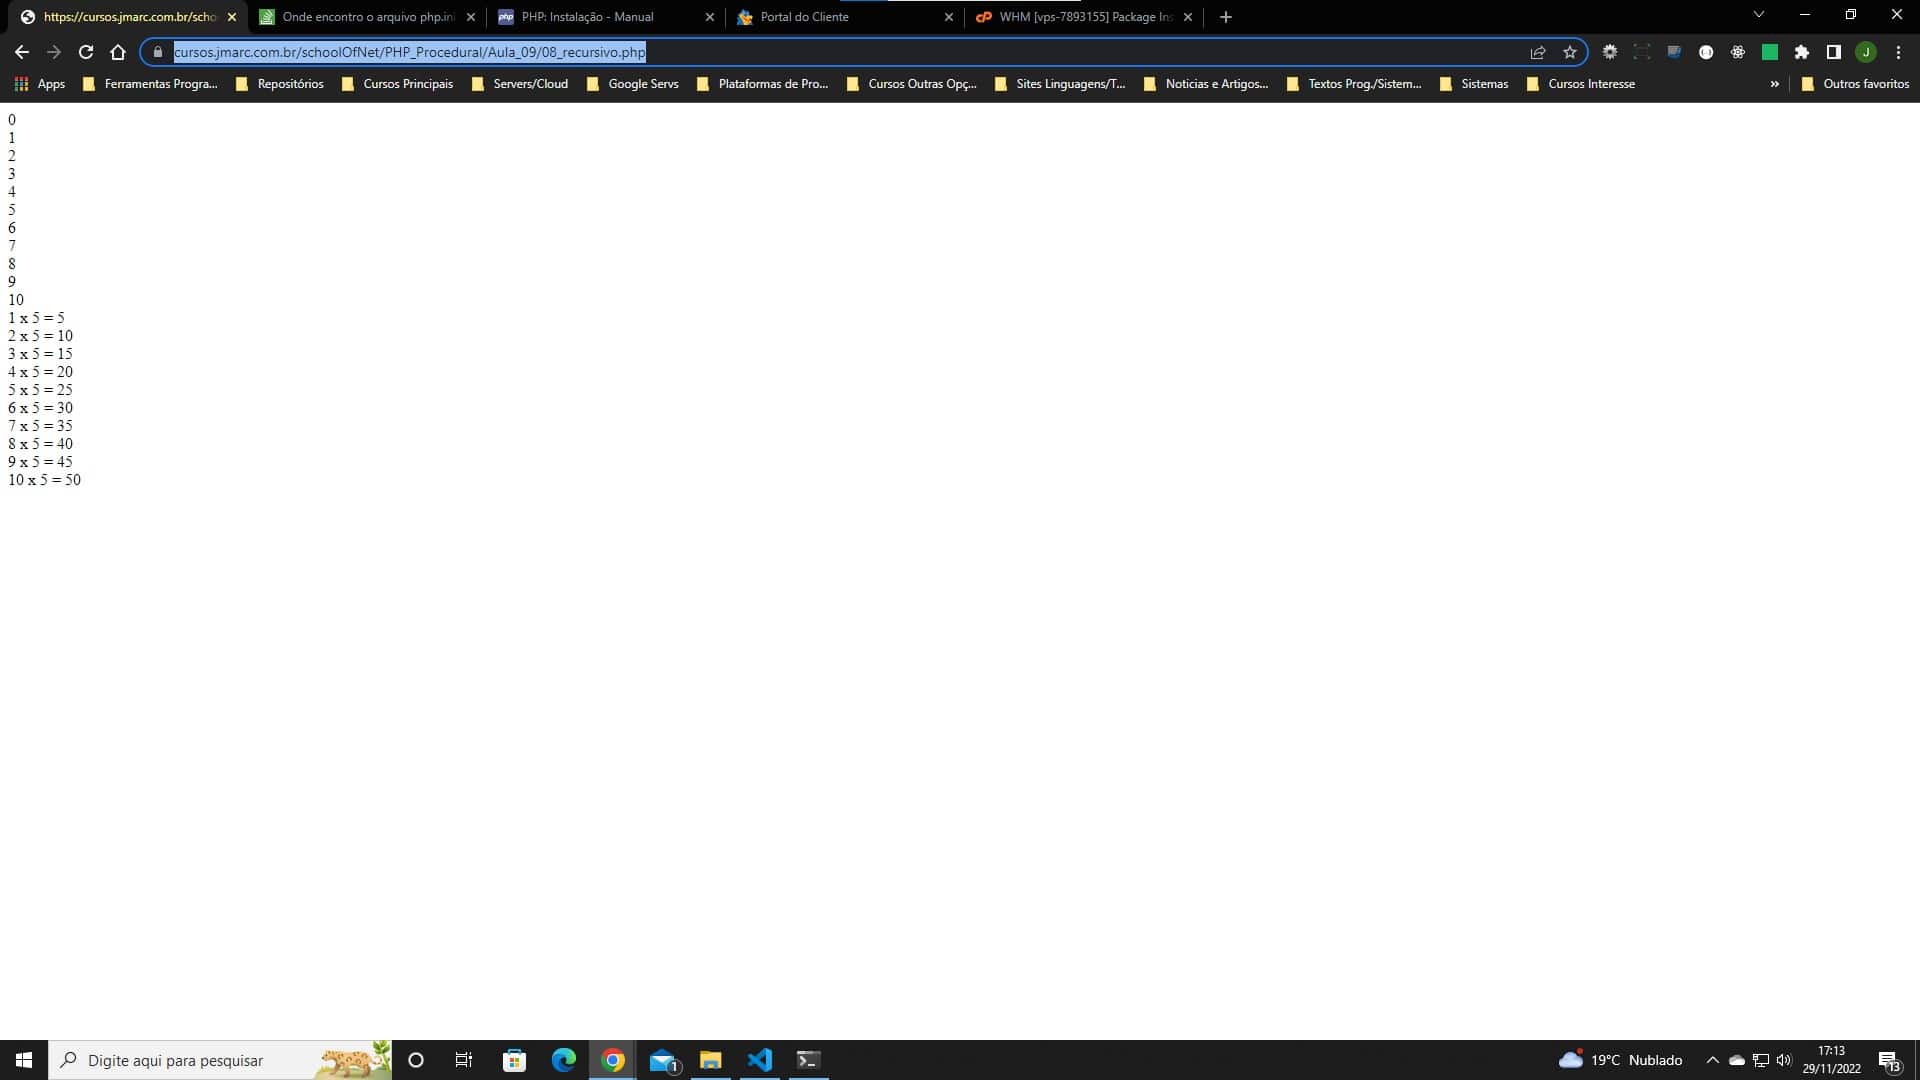 https://cursos.jmarc.com.br/scho
Onde encontro o arquivo php.ini
PHP: Instalação - Manual
Portal do Cliente
WHM [vps-7893155] Package Ins
cursos.jmarc.com.br/schoolOfNet/PHP_Procedural/Aula_09/08_recursivo.php
J
Apps
Ferramentas Progra...
Repositórios
Cursos Principais
Servers/Cloud
Google Servs
Plataformas de Pro...
Cursos Outras Opç...
Sites Linguagens/T...
Noticias e Artigos...
Textos Prog./Sistem...
Sistemas
Cursos Interesse
»
Outros favoritos
0
1
2
3
4
5
6
7
8
9
10
1 x 5 = 5
2 x 5 = 10
3 x 5 = 15
4 x 5 = 20
5 x 5 = 25
6 x 5 = 30
7 x 5 = 35
8 x 5 = 40
9 x 5 = 45
10 x 5 = 50
Digite aqui para pesquisar
1
19°C Nublado
17:13
29/11/2022
13